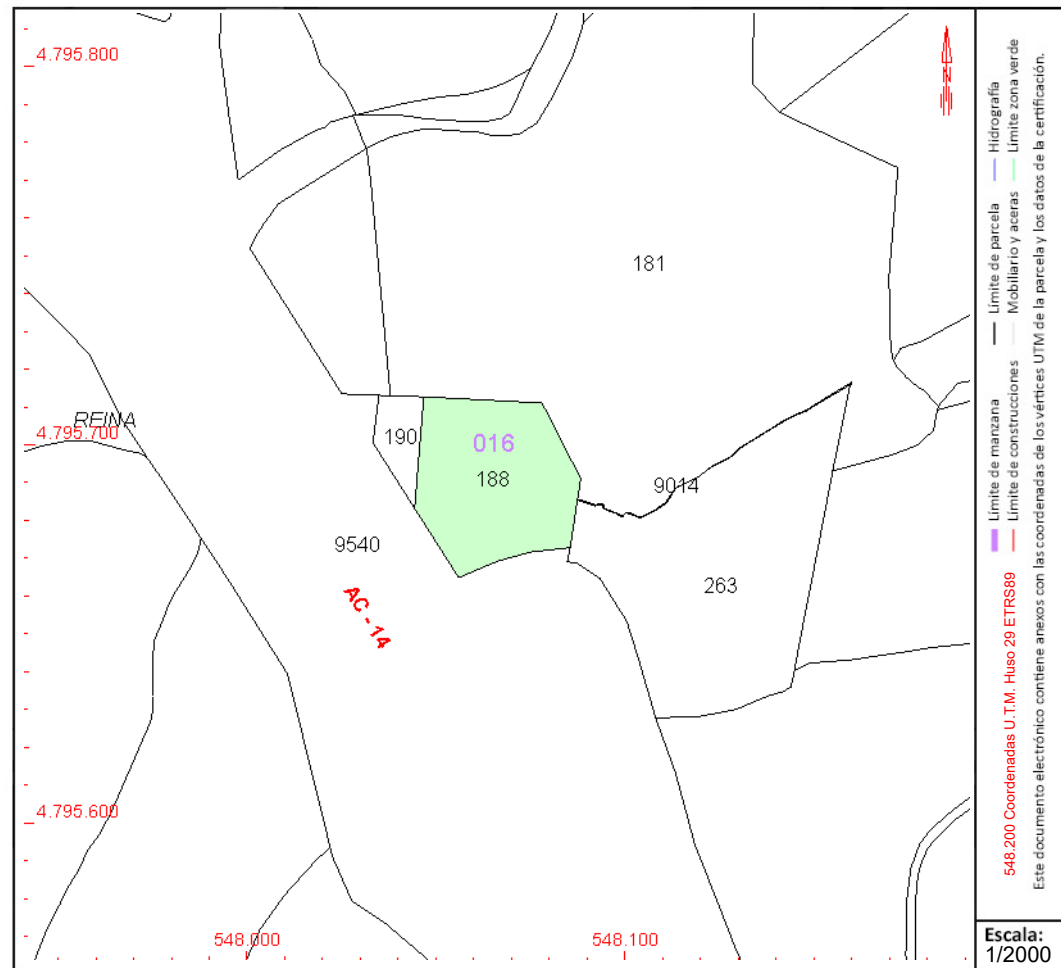 4.795.800
181
REINA
4.795.700
190
016
188
9014
9540
263
AC - 14
4.795.600
548.000
548.100
N
Límite de manzana
Límite de parcela
Hidrografía
Límite de construcciones
Mobiliario y aceras
Límite zona verde
548.200 Coordenadas U.T.M. Huso 29 ETRS89
Este documento electrónico contiene anexos con las coordenadas de los vértices UTM de la parcela y los datos de la certificación.
Escala:
1/2000